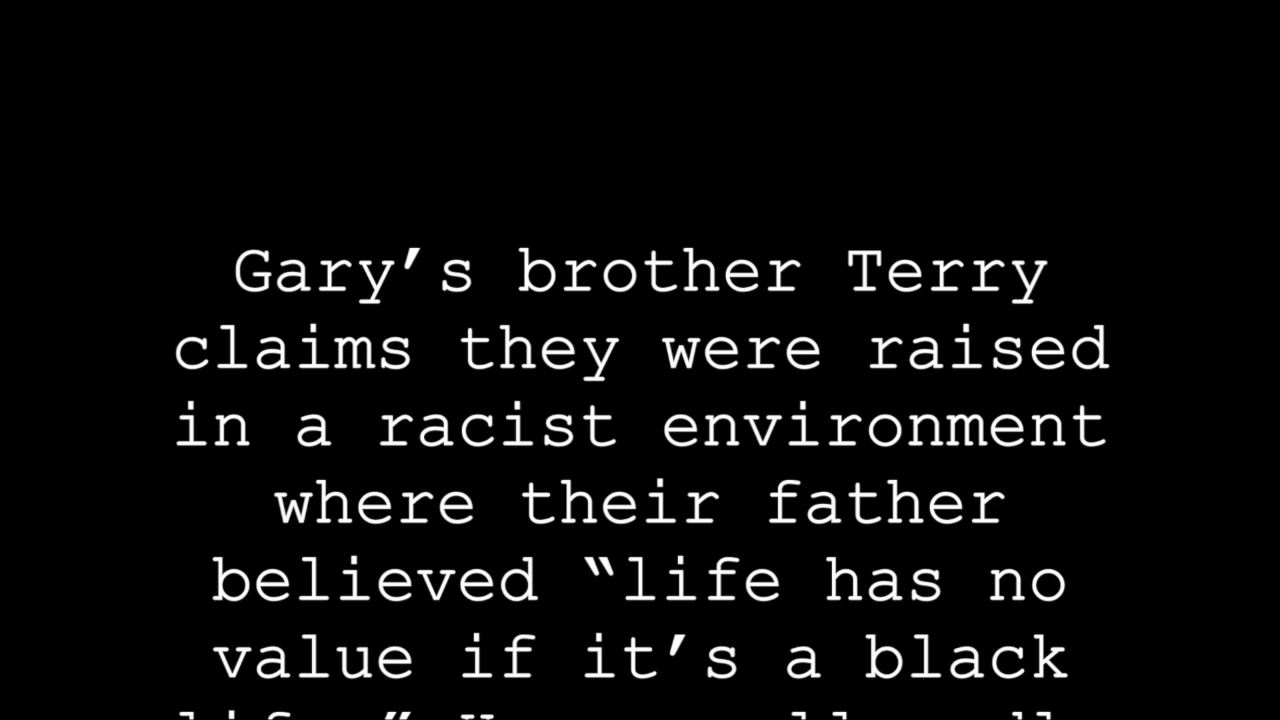 Gary’s brother Terry
claims they were raised
in a racist environment
where their father
believed “life has no
value if it’s a black